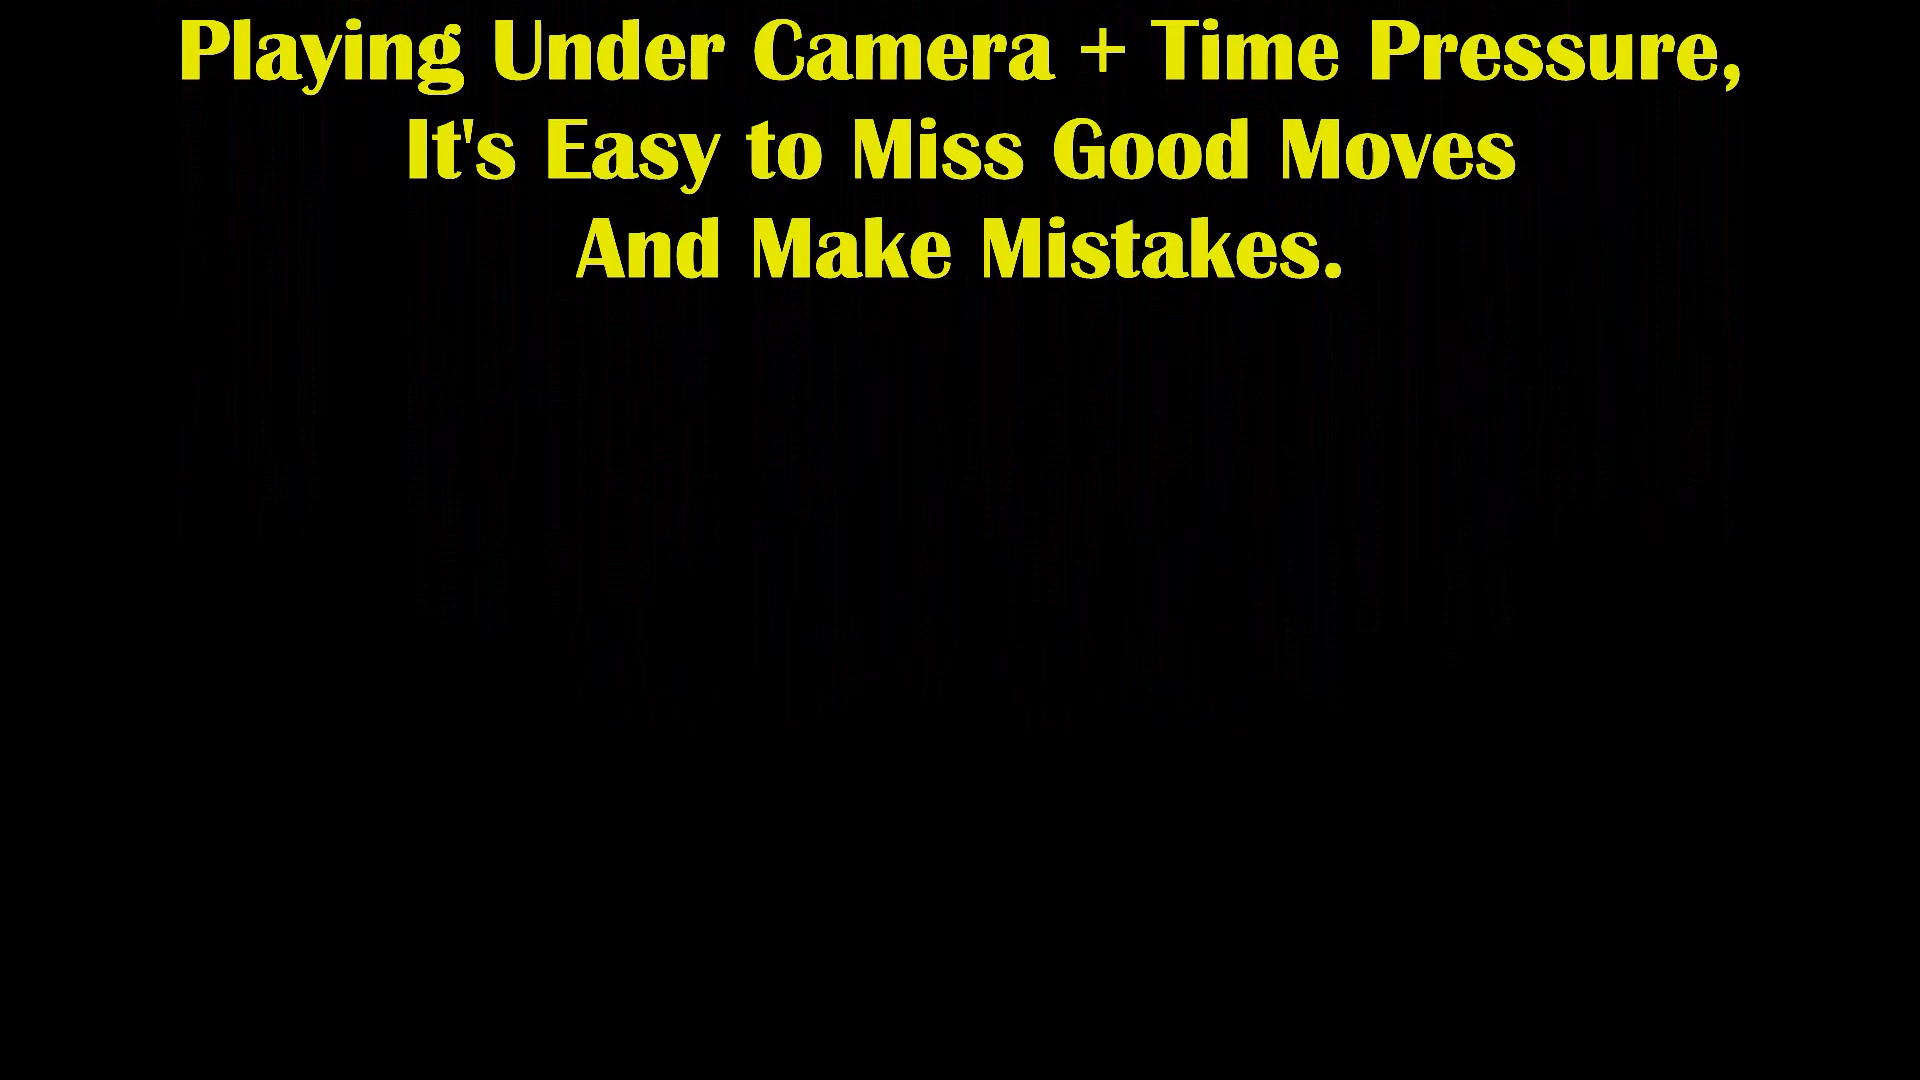 Playing Under Camera + Time Pressure,
It's Easy to Miss Good Moves
And Make Mistakes.